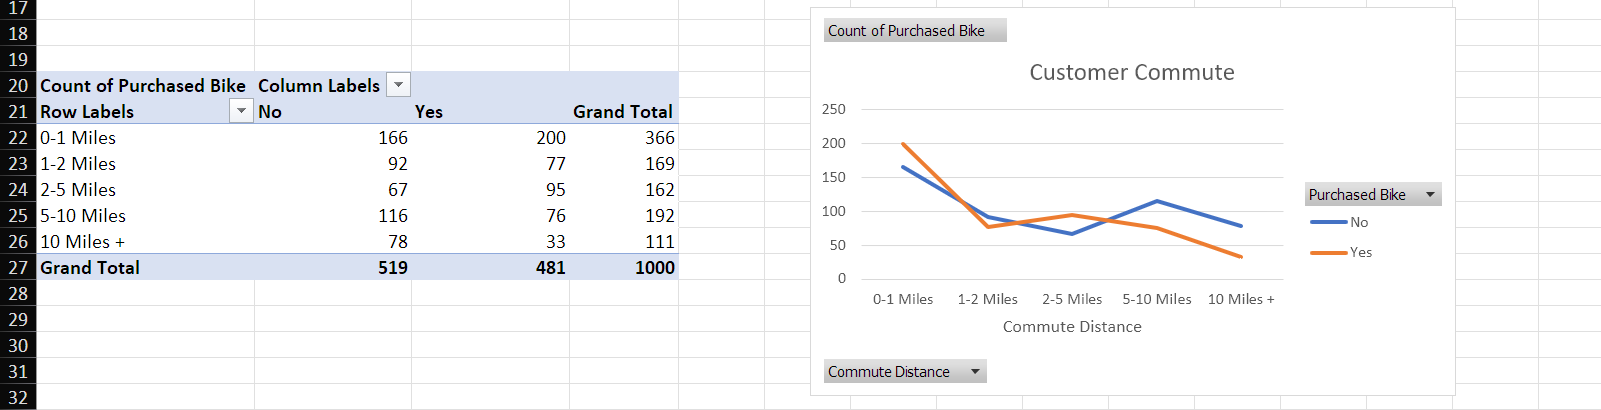 17
18
19
20 Count of Purchased Bike Column Labels
21 Row Labels No Yes Grand Total
22 0-1 Miles 166 200 366
23 1-2 Miles 92 77 169
24 2-5 Miles 67 95 162
25 5-10 Miles 116 76 192
26 10 Miles + 78 33 111
27 Grand Total 519 481 1000
28
29
30
31
32
Count of Purchased Bike
Customer Commute
250
200
150
100
50
0
0-1 Miles 1-2 Miles 2-5 Miles 5-10 Miles 10 Miles +
Commute Distance
Purchased Bike
No
Yes
Commute Distance